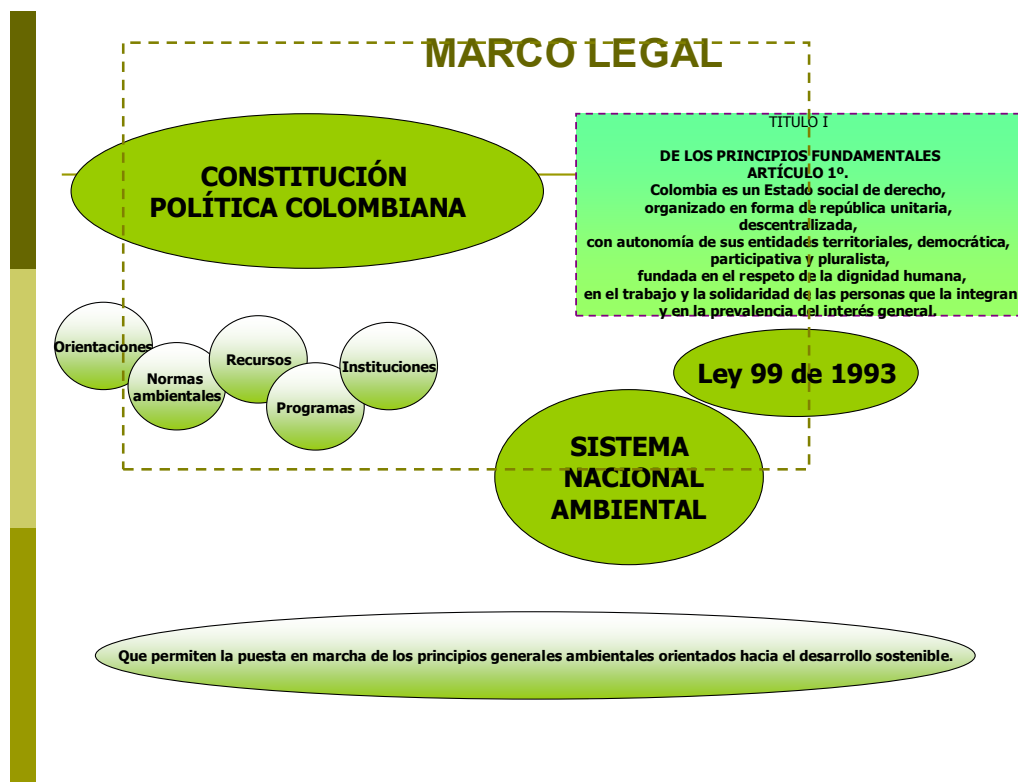 MARCO LEGAL
CONSTITUCIÓN
POLÍTICA COLOMBIANA
TITULO I
DE LOS PRINCIPIOS FUNDAMENTALES
ARTÍCULO 1º.
Colombia es un Estado social de derecho,
organizado en forma de república unitaria,
descentralizada,
con autonomía de sus entidades territoriales, democrática,
participativa y pluralista,
fundada en el respeto de la dignidad humana,
en el trabajo y la solidaridad de las personas que la integran
y en la prevalencia del interés general.
Orientaciones
Normas
ambientales
Recursos
Programas
Instituciones
Ley 99 de 1993
SISTEMA
NACIONAL
AMBIENTAL
Que permiten la puesta en marcha de los principios generales ambientales orientados hacia el desarrollo sostenible.